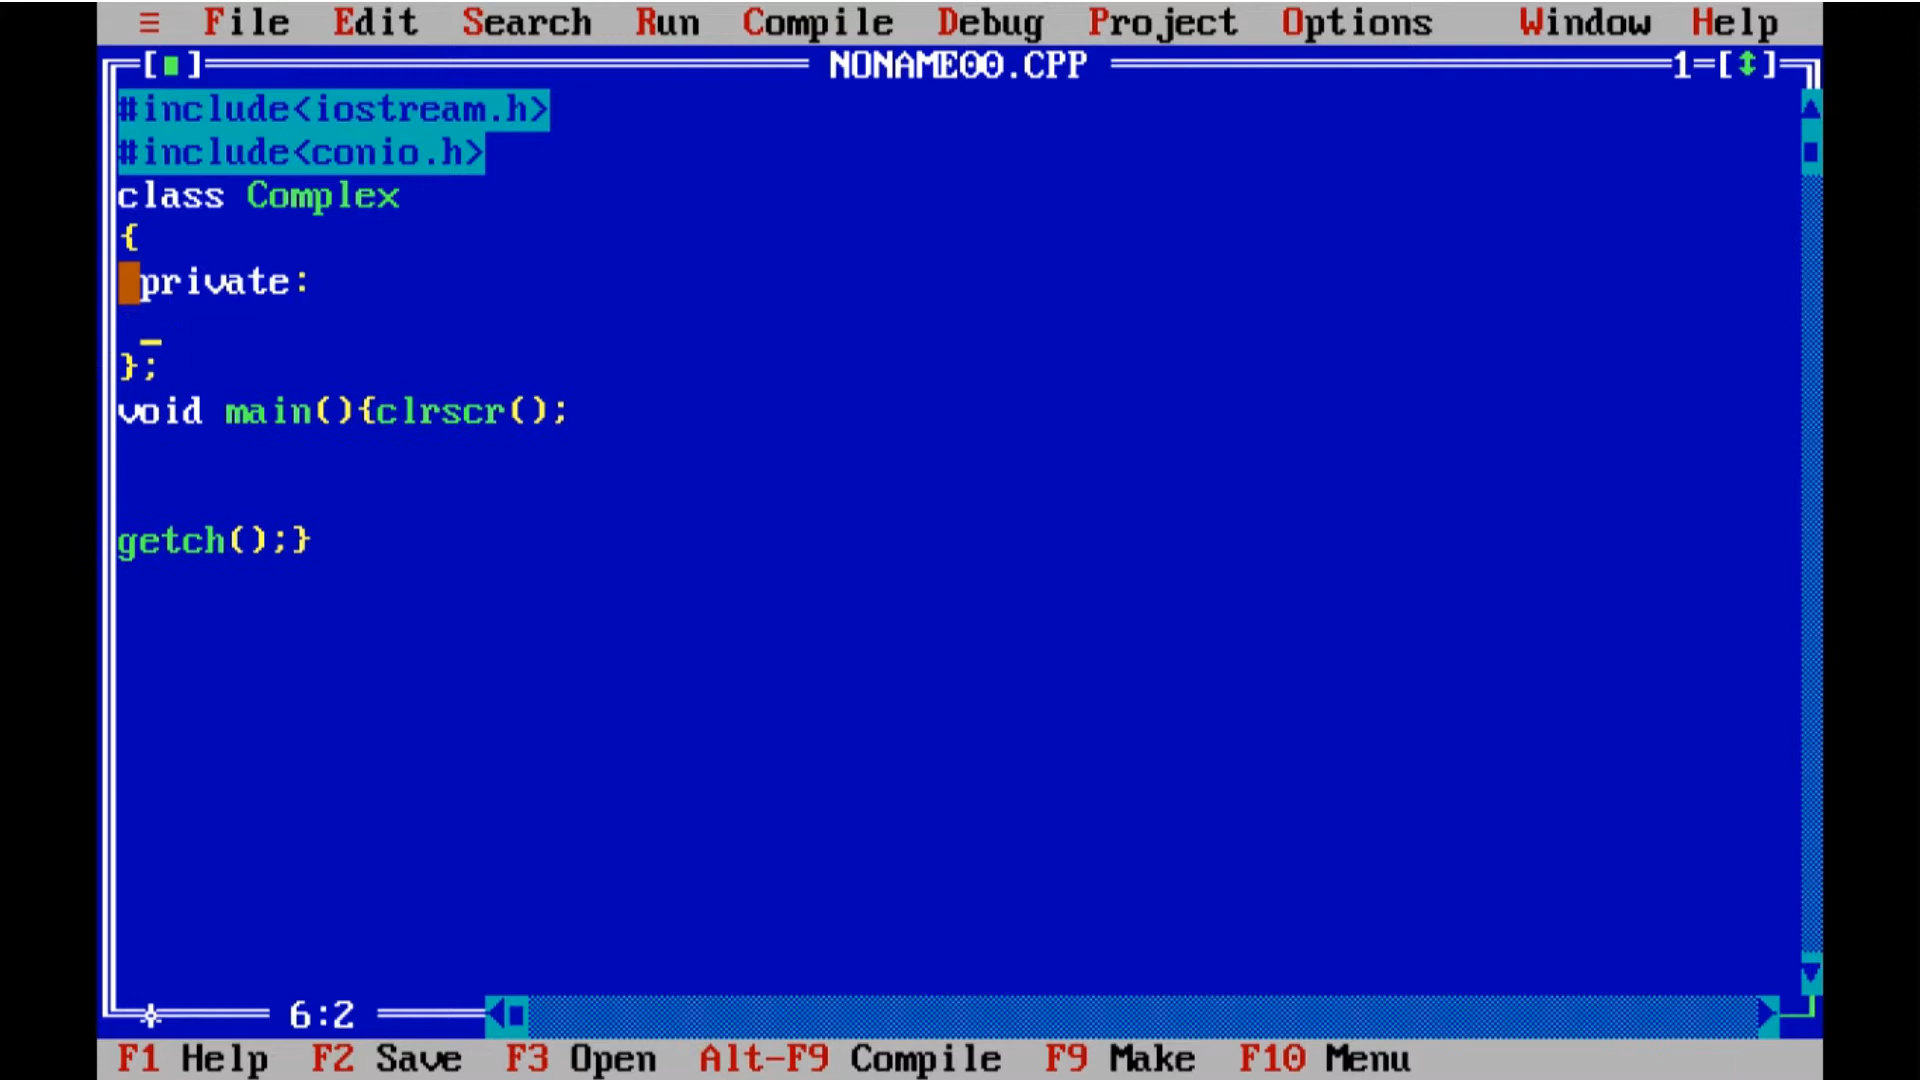 ≡ File Edit Search Run Compile Debug Project Options Window Help
[■] NONAME00.CPP 1=[↕]
#include<iostream.h>
#include<conio.h>
class Complex
{
private:
_
};
void main(){clrscr();
getch();}
6:2
F1 Help F2 Save F3 Open Alt-F9 Compile F9 Make F10 Menu